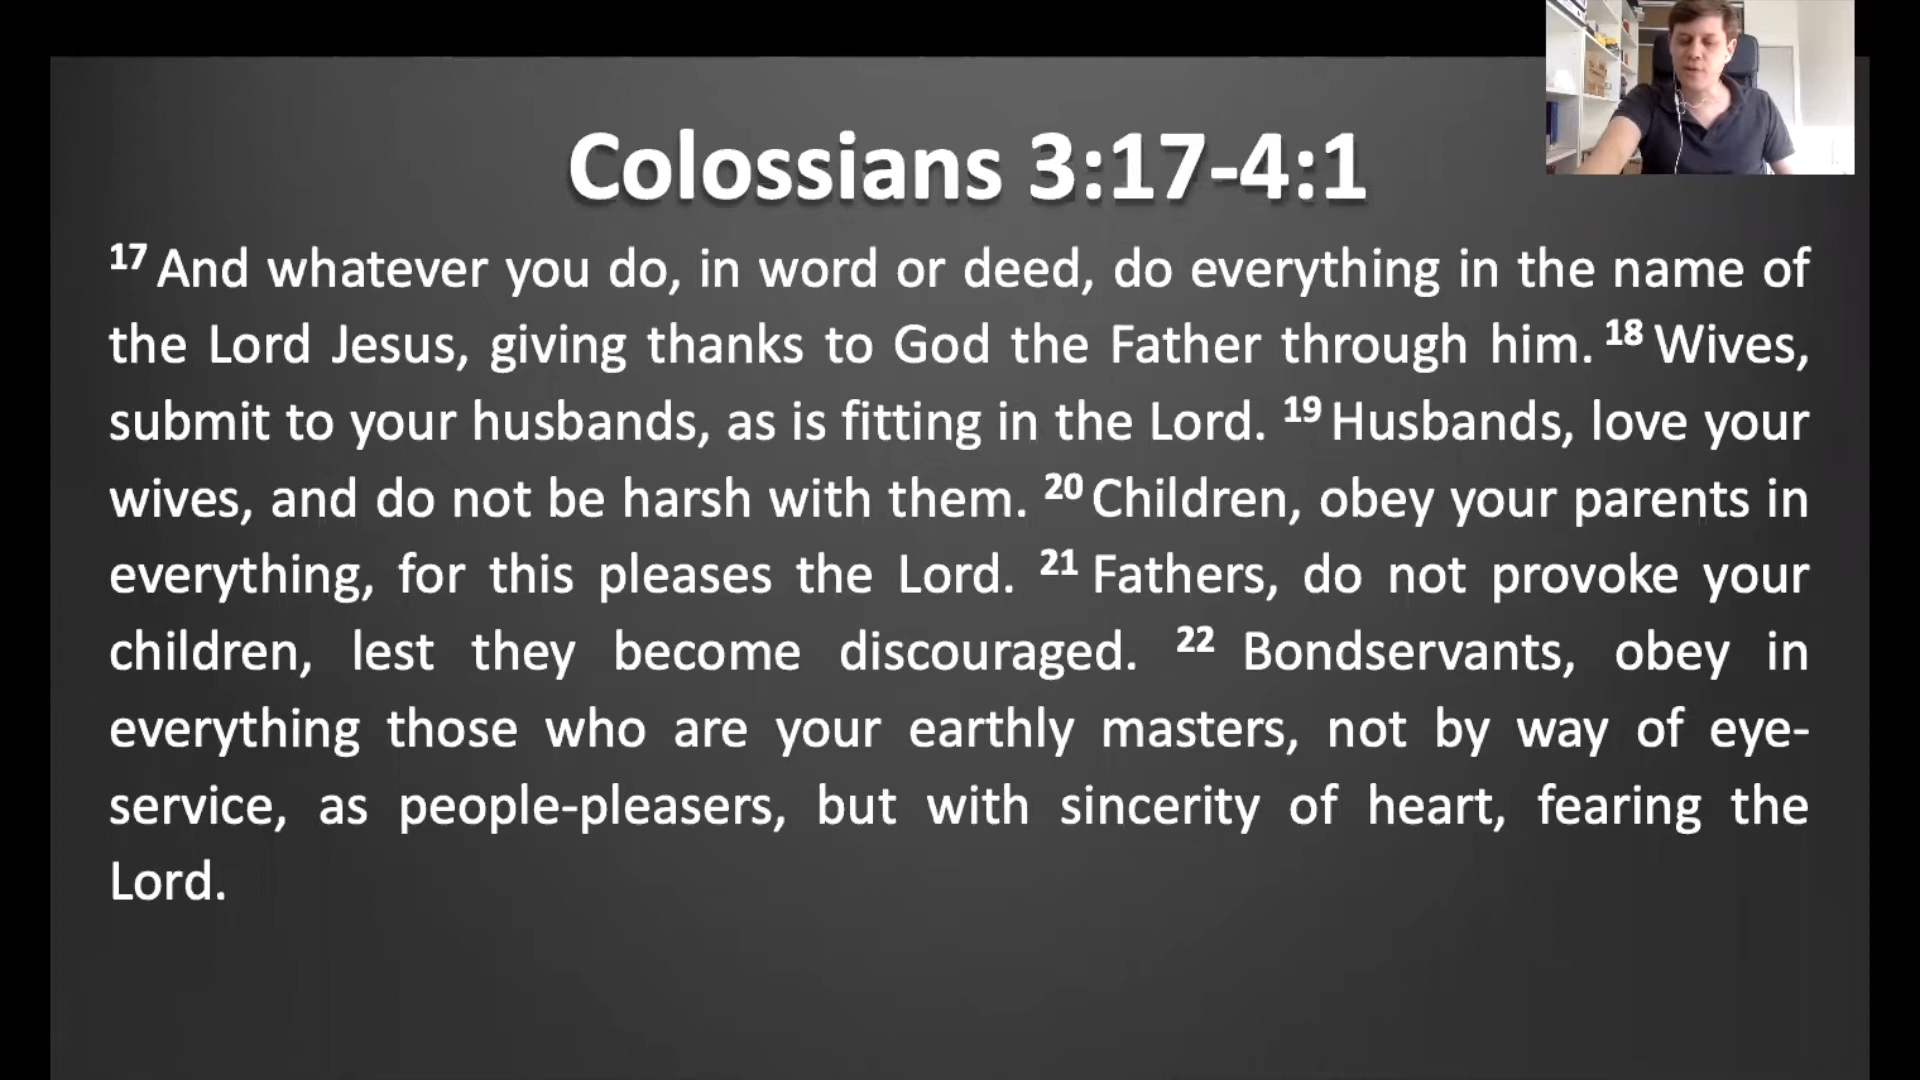 Colossians 3:17-4:1
17 And whatever you do, in word or deed, do everything in the name of
the Lord Jesus, giving thanks to God the Father through him. 18 Wives,
submit to your husbands, as is fitting in the Lord. 19 Husbands, love your
wives, and do not be harsh with them. 20 Children, obey your parents in
everything, for this pleases the Lord. 21 Fathers, do not provoke your
children, lest they become discouraged. 22 Bondservants, obey in
everything those who are your earthly masters, not by way of eye-
service, as people-pleasers, but with sincerity of heart, fearing the
Lord.